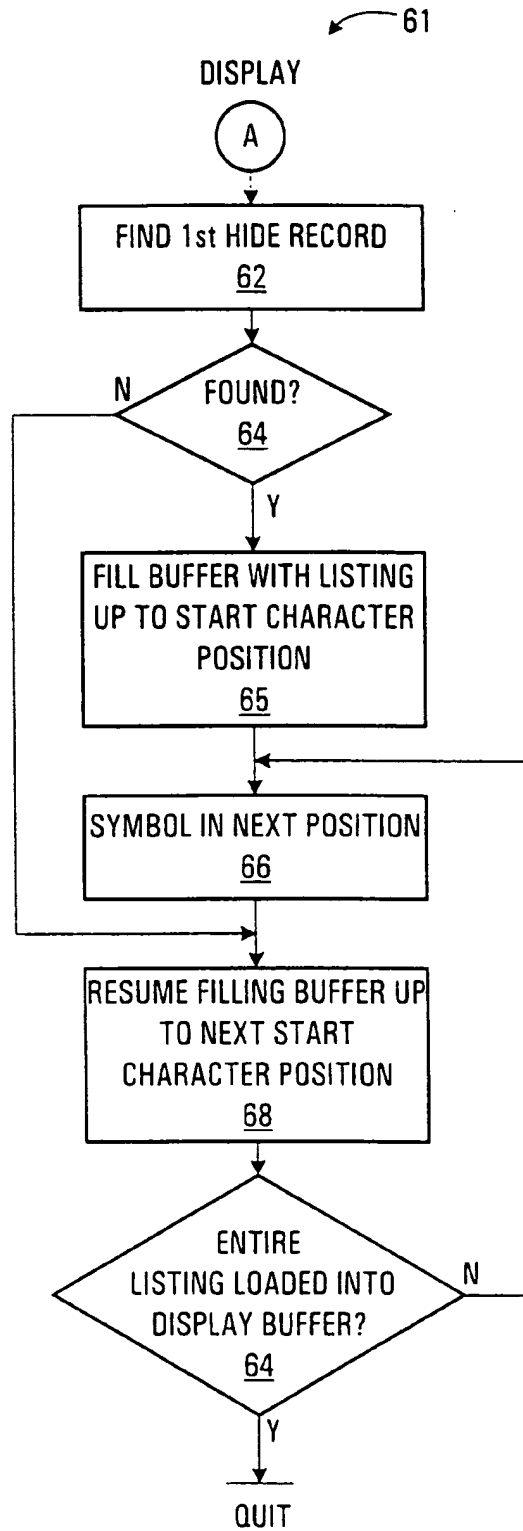 61
DISPLAY
A
FIND 1st HIDE RECORD
62
N
FOUND?
64
Y
FILL BUFFER WITH LISTING
UP TO START CHARACTER
POSITION
65
SYMBOL IN NEXT POSITION
66
RESUME FILLING BUFFER UP
TO NEXT START
CHARACTER POSITION
68
ENTIRE
LISTING LOADED INTO
DISPLAY BUFFER?
64
N
Y
QUIT